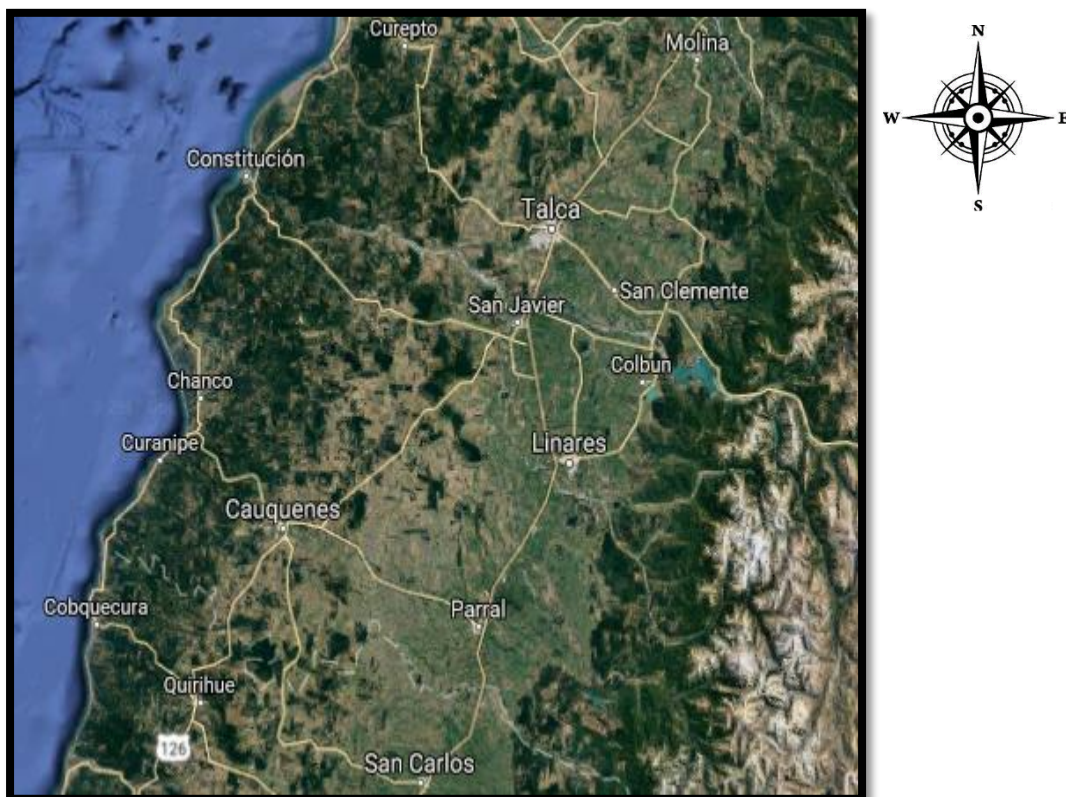 Curepto
Molina
N
W
E
S
Constitución
Talca
San Clemente
San Javier
Colbun
Chanco
Curanipe
Linares
Cauquenes
Cobquecura
Parral
Quirihue
126
San Carlos